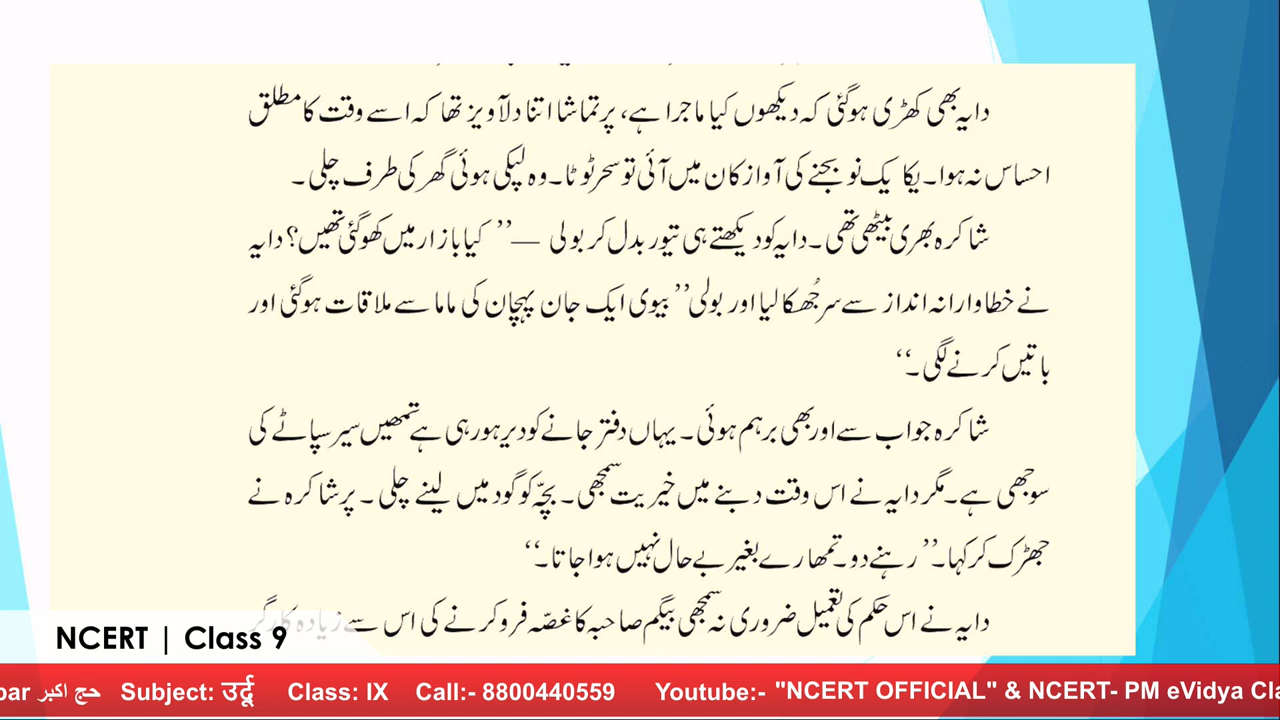 دایہ بھی کھڑی ہوگئی کہ دیکھوں کیا ماجرا ہے، پر تماشا اتنا دلآویز تھا کہ اسے وقت کا مطلق
احساس نہ ہوا۔ یکا یک نو بجنے کی آواز کان میں آئی تو سحر ٹوٹا۔ وہ لپکی ہوئی گھر کی طرف چلی۔
شاکرہ بھری بیٹھی تھی۔ دایہ کو دیکھتے ہی تیور بدل کر بولی —’’ کیا بازار میں کھوگئی تھیں؟ دایہ
نے خطاوارانہ انداز سے سر جُھکا لیا اور بولی’’ بیوی ایک جان پہچان کی ماما سے ملاقات ہوگئی اور
باتیں کرنے لگی۔‘‘
شاکرہ جواب سے اور بھی برہم ہوئی۔ یہاں دفتر جانے کو دیر ہورہی ہے تمھیں سیر سپاٹے کی
سوجھی ہے۔ مگر دایہ نے اس وقت دبنے میں خیریت سمجھی۔ بچّہ کو گود میں لینے چلی۔ پر شاکرہ نے
جھڑک کر کہا۔’’ رہنے دو۔ تمھارے بغیر بے حال نہیں ہوا جاتا۔‘‘
دایہ نے اس حکم کی تعمیل ضروری نہ سمجھی بیگم صاحبہ کا غصّہ فرو کرنے کی اس سے زیادہ کارگر
NCERT | Class 9
bar حج اکبر Subject: उर्दू Class: IX Call:- 8800440559 Youtube:- "NCERT OFFICIAL" & NCERT- PM eVidya Cla